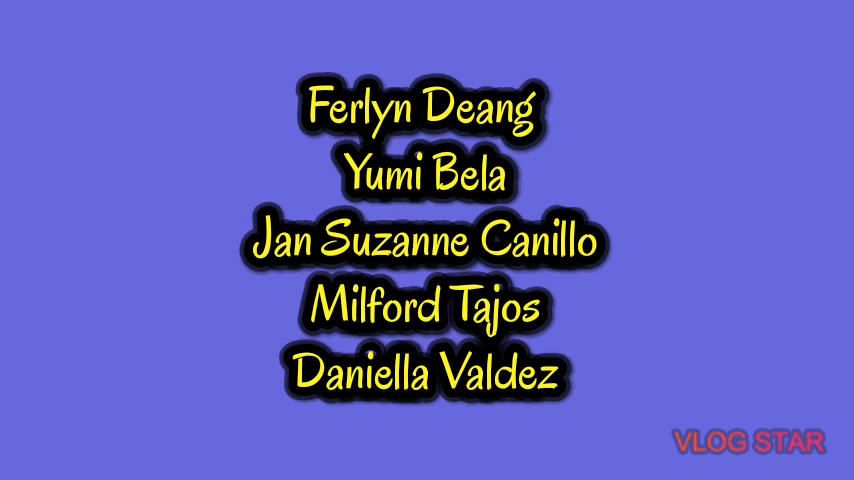 Ferlyn Deang
Yumi Bela
Jan Suzanne Canillo
Milford Tajos
Daniella Valdez
VLOG STAR